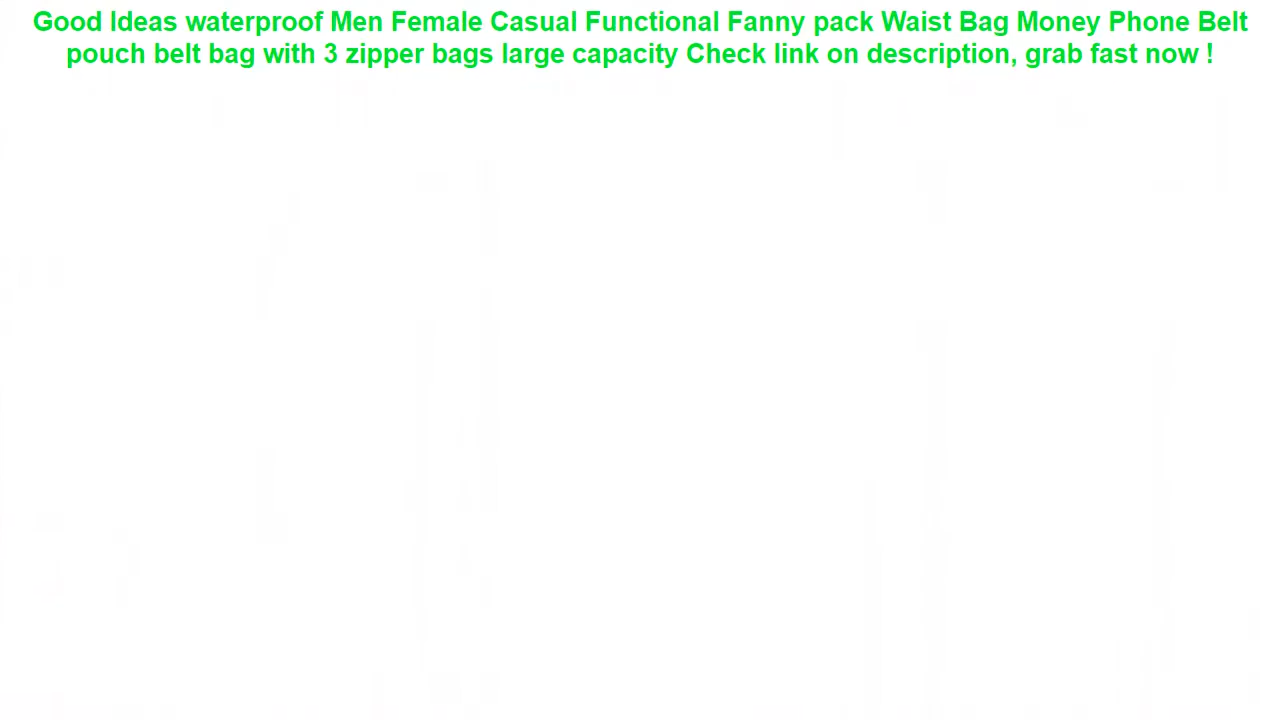 Good Ideas waterproof Men Female Casual Functional Fanny pack Waist Bag Money Phone Belt
pouch belt bag with 3 zipper bags large capacity Check link on description, grab fast now !